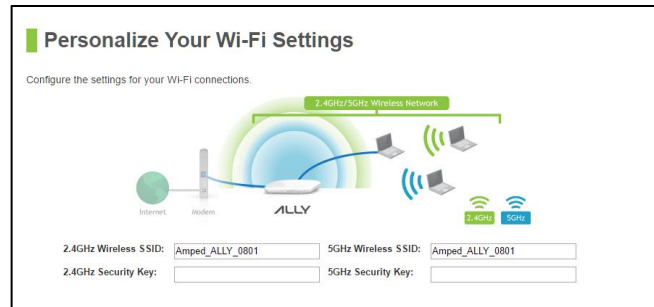 Personalize Your Wi-Fi Settings
Configure the settings for your Wi-Fi connections.
2.4GHz/5GHz Wireless Network
Internet Modem ALLY 2.4GHz 5GHz
2.4GHz Wireless SSID: Amped_ALLY_0801 5GHz Wireless SSID: Amped_ALLY_0801
2.4GHz Security Key: 5GHz Security Key: